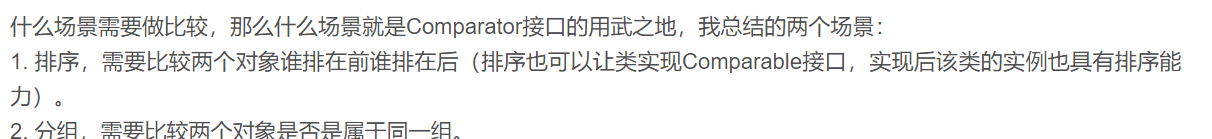 什么场景需要做比较，那么什么场景就是Comparator接口的用武之地，我总结的两个场景：
1. 排序，需要比较两个对象谁排在前谁排在后（排序也可以让类实现Comparable接口，实现后该类的实例也具有排序能
力）。
2. 分组，需要比较两个对象是否是属于同一组。